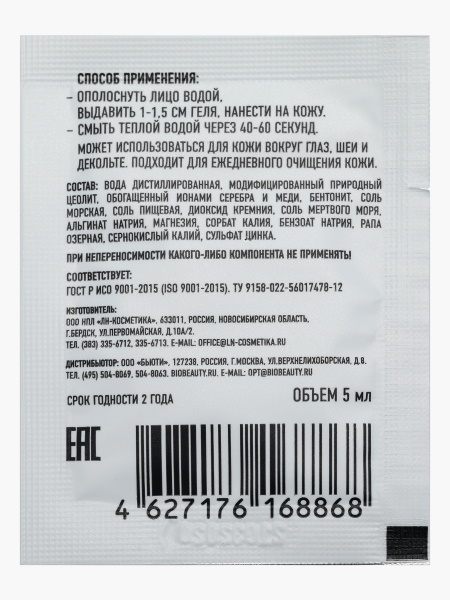 СПОСОБ ПРИМЕНЕНИЯ:
– ОПОЛОСНУТЬ ЛИЦО ВОДОЙ,
ВЫДАВИТЬ 1-1,5 СМ ГЕЛЯ, НАНЕСТИ НА КОЖУ.
– СМЫТЬ ТЕПЛОЙ ВОДОЙ ЧЕРЕЗ 40-60 СЕКУНД.
МОЖЕТ ИСПОЛЬЗОВАТЬСЯ ДЛЯ КОЖИ ВОКРУГ ГЛАЗ, ШЕИ И
ДЕКОЛЬТЕ. ПОДХОДИТ ДЛЯ ЕЖЕДНЕВНОГО ОЧИЩЕНИЯ КОЖИ.
СОСТАВ: ВОДА ДИСТИЛЛИРОВАННАЯ, МОДИФИЦИРОВАННЫЙ ПРИРОДНЫЙ
ЦЕОЛИТ, ОБОГАЩЕННЫЙ ИОНАМИ СЕРЕБРА И МЕДИ, БЕНТОНИТ, СОЛЬ
МОРСКАЯ, СОЛЬ ПИЩЕВАЯ, ДИОКСИД КРЕМНИЯ, СОЛЬ МЕРТВОГО МОРЯ,
АЛЬГИНАТ НАТРИЯ, МАГНЕЗИЯ, СОРБАТ КАЛИЯ, БЕНЗОАТ НАТРИЯ, РАПА
ОЗЕРНАЯ, СЕРНОКИСЛЫЙ КАЛИЙ, СУЛЬФАТ ЦИНКА.
ПРИ НЕПЕРЕНОСИМОСТИ КАКОГО-ЛИБО КОМПОНЕНТА НЕ ПРИМЕНЯТЬ!
СООТВЕТСТВУЕТ:
ГОСТ Р ИСО 9001-2015 (ISO 9001-2015). ТУ 9158-022-56017478-12
ИЗГОТОВИТЕЛЬ:
ООО НПЛ «ЛН-КОСМЕТИКА», 633011, РОССИЯ, НОВОСИБИРСКАЯ ОБЛАСТЬ,
Г.БЕРДСК, УЛ.ПЕРВОМАЙСКАЯ, Д.10А/2.
ТЕЛ. (383) 335-6712, 335-6713. E-MAIL: OFFICE@LN-COSMETIKA.RU
ДИСТРИБЬЮТОР: ООО «БЬЮТИ», 127238, РОССИЯ, Г.МОСКВА, УЛ.ВЕРХНЕЛИХОБОРСКАЯ, Д.8.
ТЕЛ. (495) 504-8069, 504-8063. BIOBEAUTY.RU. E-MAIL: OPT@BIOBEAUTY.RU
СРОК ГОДНОСТИ 2 ГОДА
ОБЪЕМ 5 мл
ЕАС
4 627176 168868